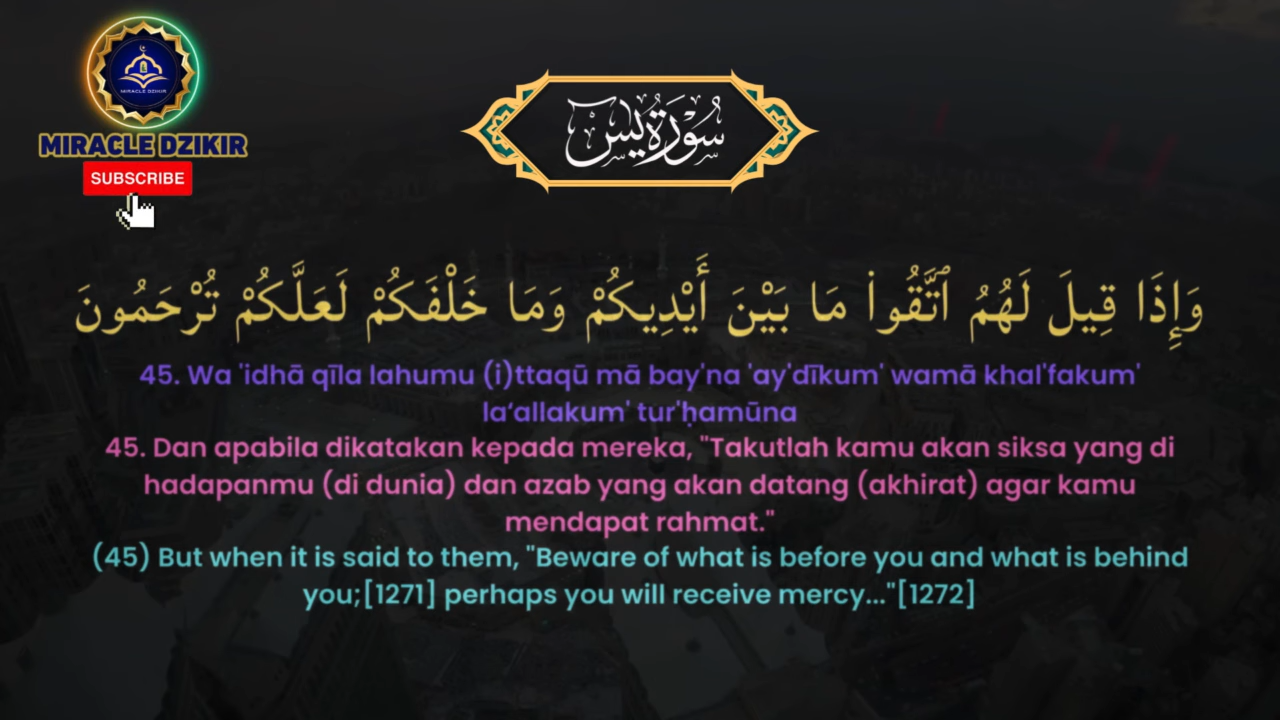 MIRACLE DZIKIR
MIRACLE DZIKIR
SUBSCRIBE
سُورَةُ يس
وَإِذَا قِيلَ لَهُمُ ٱتَّقُوا۟ مَا بَيْنَ أَيْدِيكُمْ وَمَا خَلْفَكُمْ لَعَلَّكُمْ تُرْحَمُونَ
45. Wa 'idhā qīla lahumu (i)ttaqū mā bay'na 'ay'dīkum' wamā khal'fakum'
la‘allakum' tur'ḥamūna
45. Dan apabila dikatakan kepada mereka, "Takutlah kamu akan siksa yang di
hadapanmu (di dunia) dan azab yang akan datang (akhirat) agar kamu
mendapat rahmat."
(45) But when it is said to them, "Beware of what is before you and what is behind
you;[1271] perhaps you will receive mercy..."[1272]